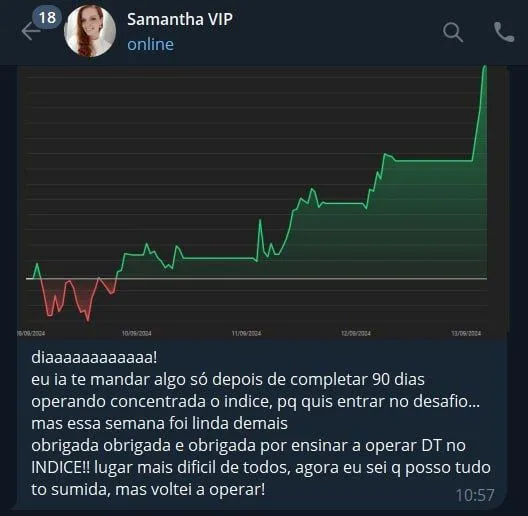 18
Samantha VIP
online
09/09/2024 10/09/2024 11/09/2024 12/09/2024 13/09/2024
diaaaaaaaaaaaa!
eu ia te mandar algo só depois de completar 90 dias
operando concentrada o indice, pq quis entrar no desafio...
mas essa semana foi linda demais
obrigada obrigada e obrigada por ensinar a operar DT no
INDICE!! lugar mais dificil de todos, agora eu sei q posso tudo
to sumida, mas voltei a operar!
10:57